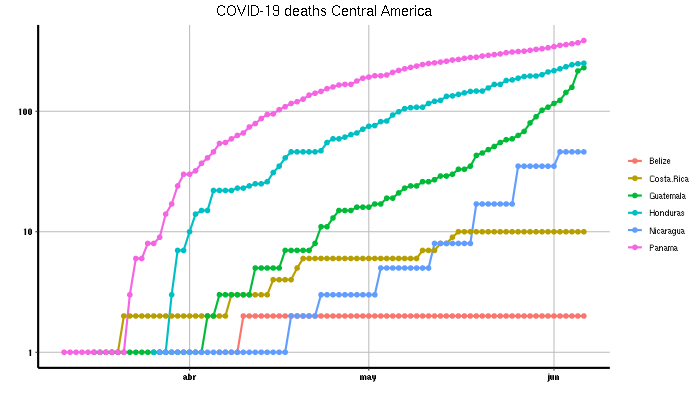 COVID-19 deaths Central America
100
10
1
abr
may
jun
Belize
Costa.Rica
Guatemala
Honduras
Nicaragua
Panama